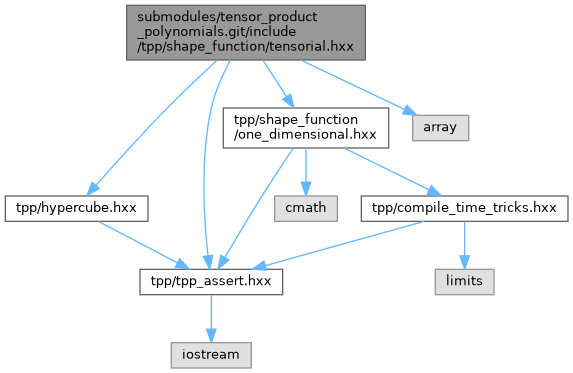 submodules/tensor_product
_polynomials.git/include
/tpp/shape_function/tensorial.hxx
tpp/shape_function
/one_dimensional.hxx
array
tpp/hypercube.hxx
cmath
tpp/compile_time_tricks.hxx
tpp/tpp_assert.hxx
limits
iostream